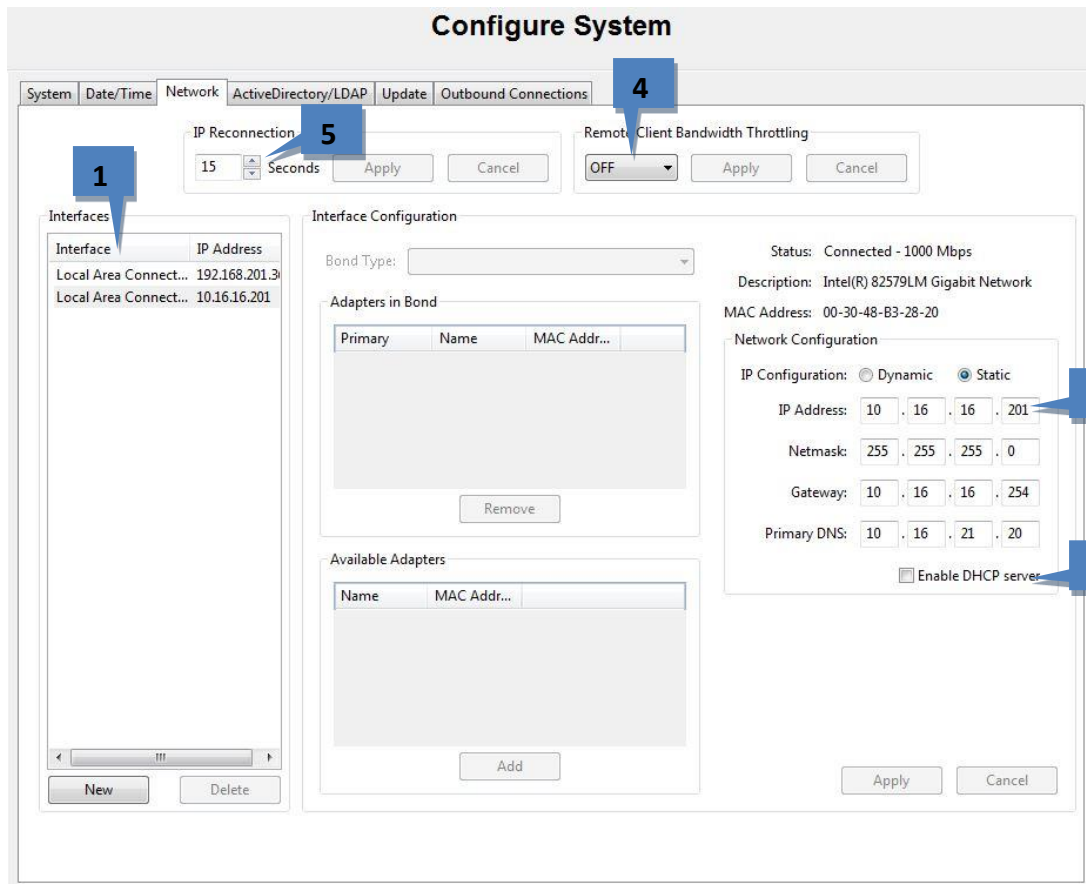 Configure System
System Date/Time Network ActiveDirectory/LDAP Update Outbound Connections
4
IP Reconnection
5
Remote Client Bandwidth Throttling
15 Seconds Apply Cancel
OFF Apply Cancel
1
Interfaces
Interface IP Address
Local Area Connect... 192.168.201.3
Local Area Connect... 10.16.16.201
New Delete
Interface Configuration
Bond Type:
Adapters in Bond
Primary Name MAC Addr...
Remove
Available Adapters
Name MAC Addr...
Add
Status: Connected - 1000 Mbps
Description: Intel(R) 82579LM Gigabit Network
MAC Address: 00-30-48-B3-28-20
Network Configuration
IP Configuration: Dynamic Static
IP Address: 10 . 16 . 16 . 201
Netmask: 255 . 255 . 255 . 0
Gateway: 10 . 16 . 16 . 254
Primary DNS: 10 . 16 . 21 . 20
Enable DHCP server
Apply Cancel